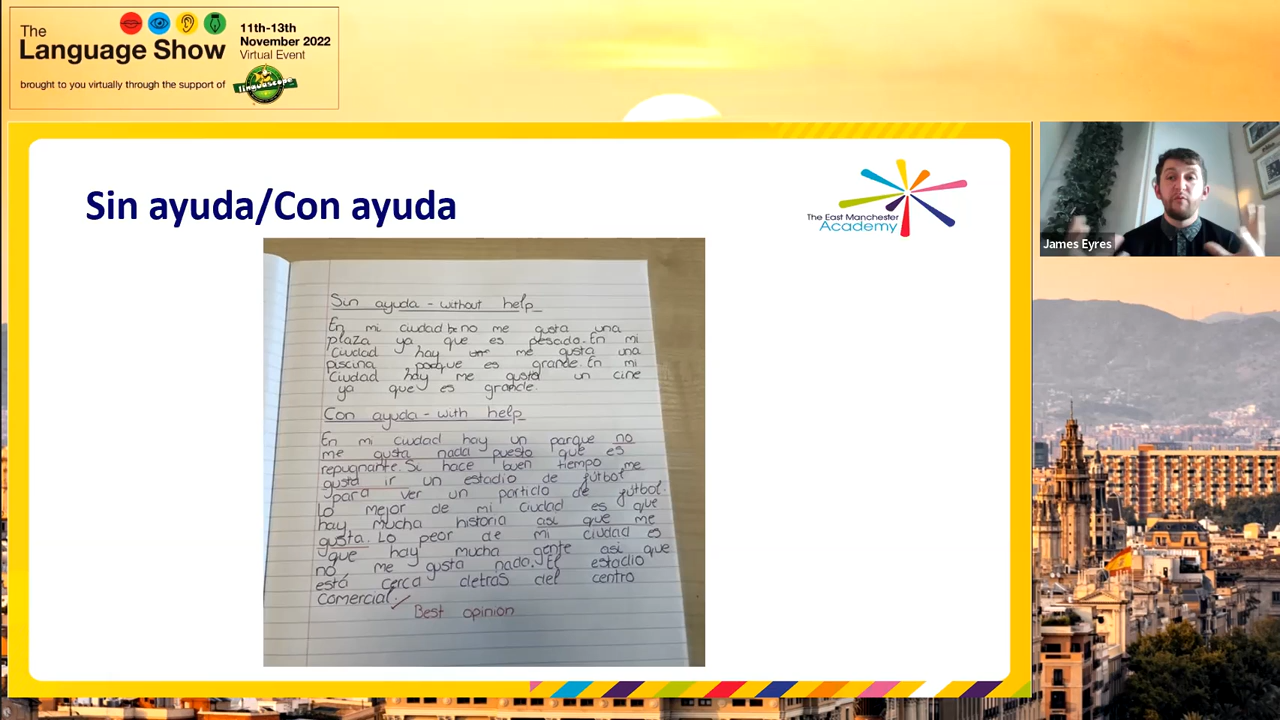 The
Language Show
11th-13th
November 2022
Virtual Event
brought to you virtually through the support of
linguascope
Sin ayuda/Con ayuda
The East Manchester
Academy
James Eyres
Sin ayuda - without help
En mi ciudad no me gusta una
plaza ya que es pesado. En mi
ciudad hay me gusta una
piscina porque es grande. En mi
ciudad hay me gusta un cine
ya que es grande.
Con ayuda - with help
En mi ciudad hay un parque no
me gusta nada puesto que es
repugnante. Si hace buen tiempo me
gusta ir un estadio de fútbol
para ver un partido de fútbol.
Lo mejor de mi ciudad es que
hay mucha historia asi que me
gusta. Lo peor de mi ciudad es
que hay mucha gente asi que
no me gusta nada. El estadio
está cerca detras del centro
comercial.
Best opinion